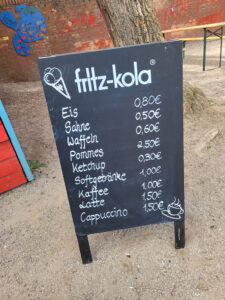 fritz-kola®
Eis 0,80€
Sahne 0,50€
Waffeln 0,60€
Pommes 2,50€
Ketchup 0,30€
Softgetränke 1,00€
Kaffee 1,00€
Latte 1,50€
Cappuccino 1,50€